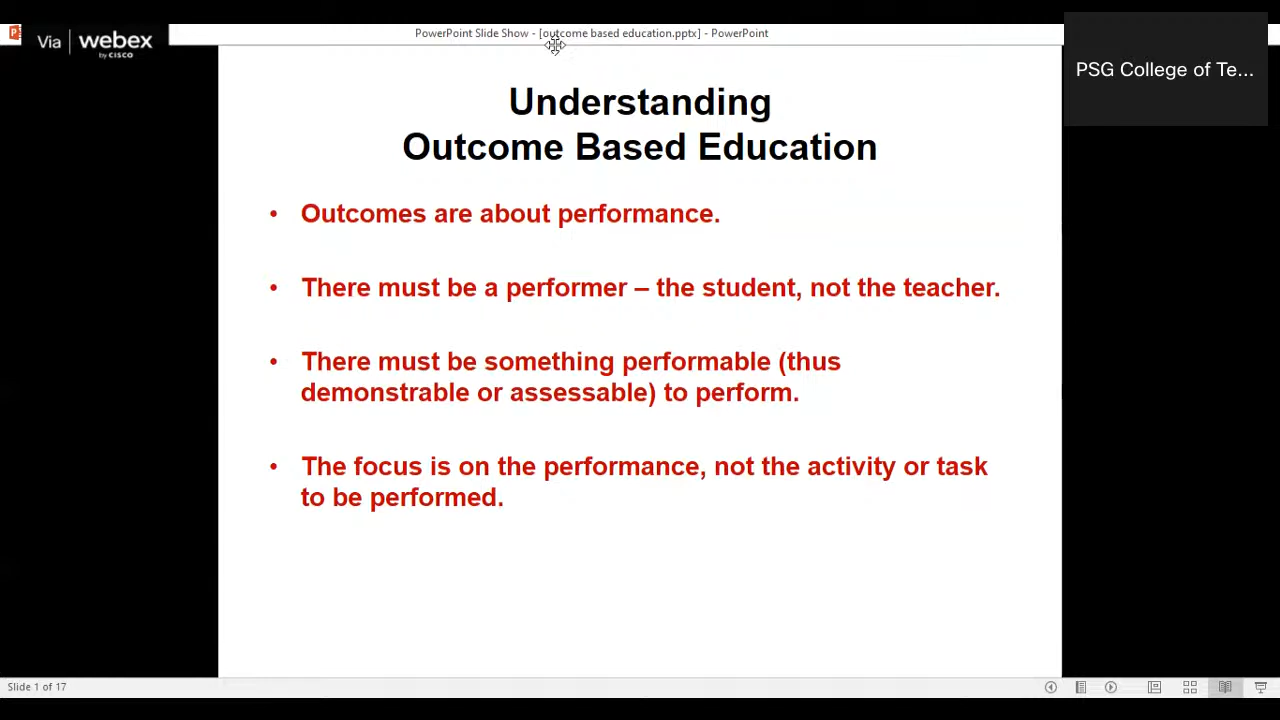 PowerPoint Slide Show - [outcome based education.pptx] - PowerPoint
Via webex
by CISCO
PSG College of Te...
Understanding
Outcome Based Education
• Outcomes are about performance.
• There must be a performer – the student, not the teacher.
• There must be something performable (thus
demonstrable or assessable) to perform.
• The focus is on the performance, not the activity or task
to be performed.
Slide 1 of 17